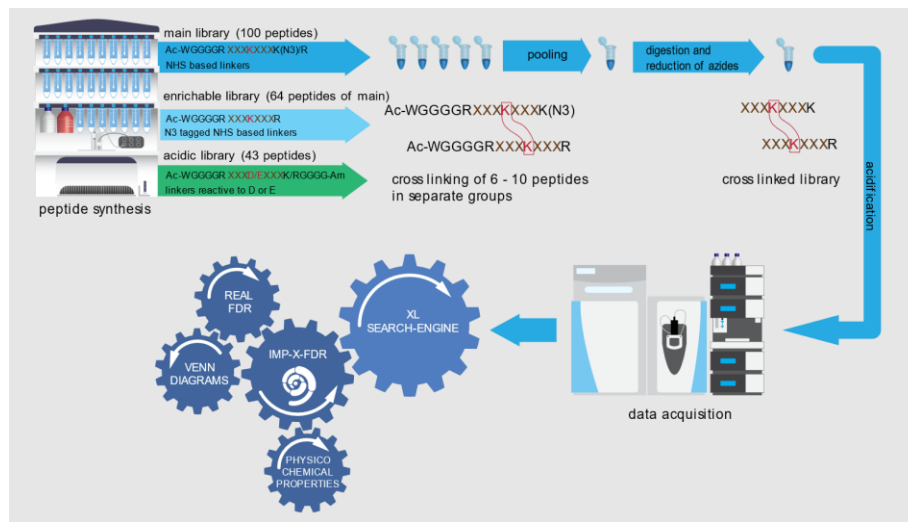 main library (100 peptides)
Ac-WGGGGR XXXKXXXK(N3)/R
NHS based linkers
enrichable library (64 peptides of main)
Ac-WGGGGR XXXKXXXR
N3 tagged NHS based linkers
acidic library (43 peptides)
Ac-WGGGGR XXXD/EXXXK/RGGGG-Am
linkers reactive to D or E
peptide synthesis
pooling
digestion and
reduction of azides
Ac-WGGGGRXXXKXXXK(N3)
Ac-WGGGGRXXXKXXXR
cross linking of 6 - 10 peptides
in separate groups
XXXKXXXK
XXXKXXXR
cross linked library
acidification
data acquisition
XL
SEARCH-ENGINE
IMP-X-FDR
REAL
FDR
VENN
DIAGRAMS
PHYSICO
CHEMICAL
PROPERTIES